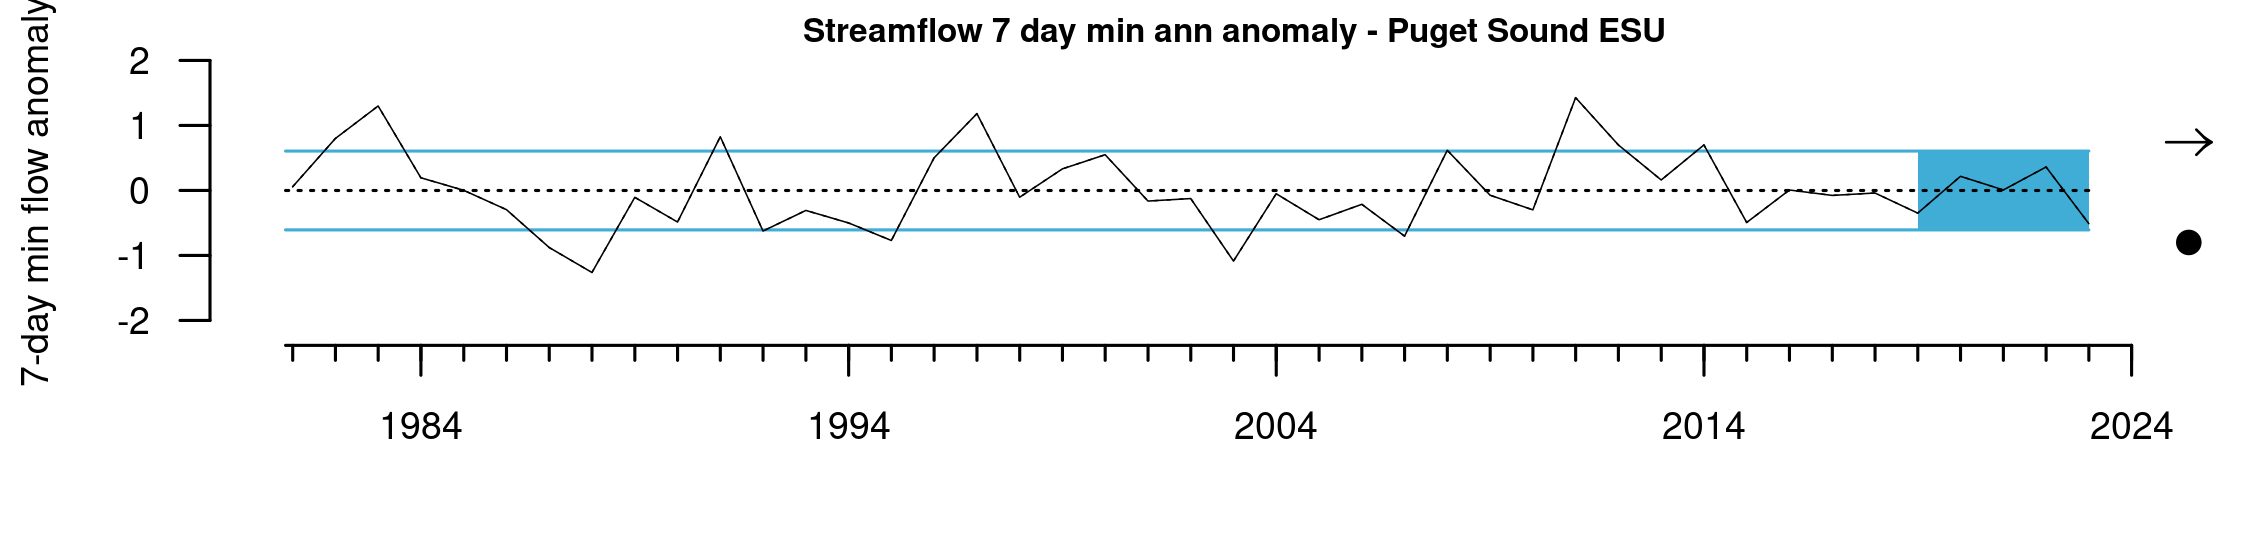 Streamflow 7 day min ann anomaly - Puget Sound ESU
7-day min flow anomaly
2
1
0
-1
-2
1984 1994 2004 2014 2024